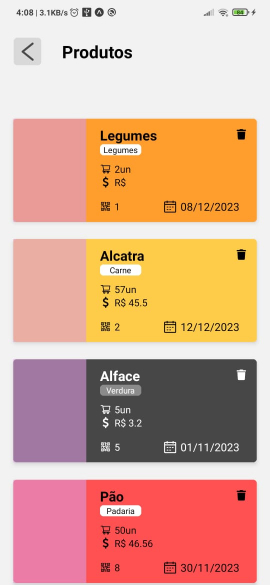 4:08 | 3.1KB/s 84
Produtos
Legumes
Legumes
2un
R$
1 08/12/2023
Alcatra
Carne
57un
R$ 45.5
2 12/12/2023
Alface
Verdura
5un
R$ 3.2
5 01/11/2023
Pão
Padaria
50un
R$ 46.56
8 30/11/2023